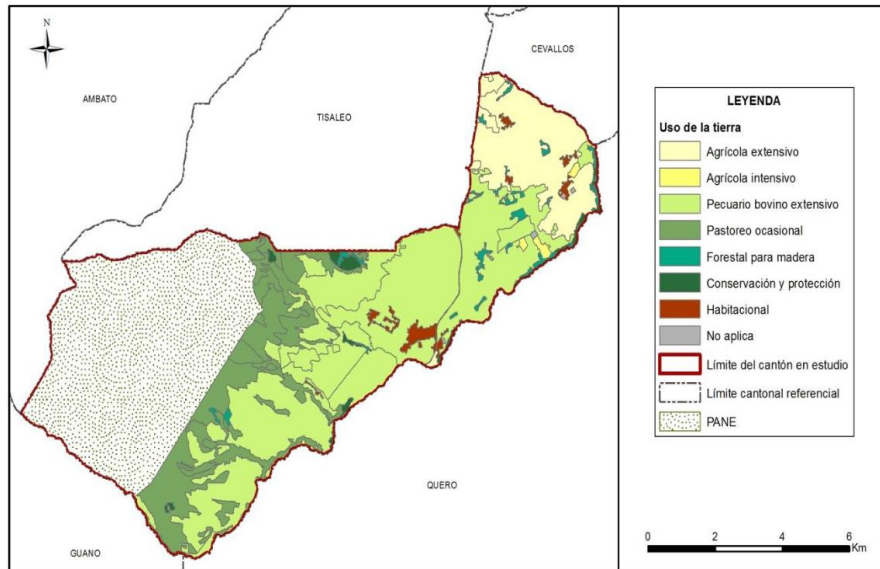 N
CEVALLOS
AMBATO
TISALEO
QUERO
GUANO
LEYENDA
Uso de la tierra
Agrícola extensivo
Agrícola intensivo
Pecuario bovino extensivo
Pastoreo ocasional
Forestal para madera
Conservación y protección
Habitacional
No aplica
Límite del cantón en estudio
Límite cantonal referencial
PANE
0 2 4 6
Km